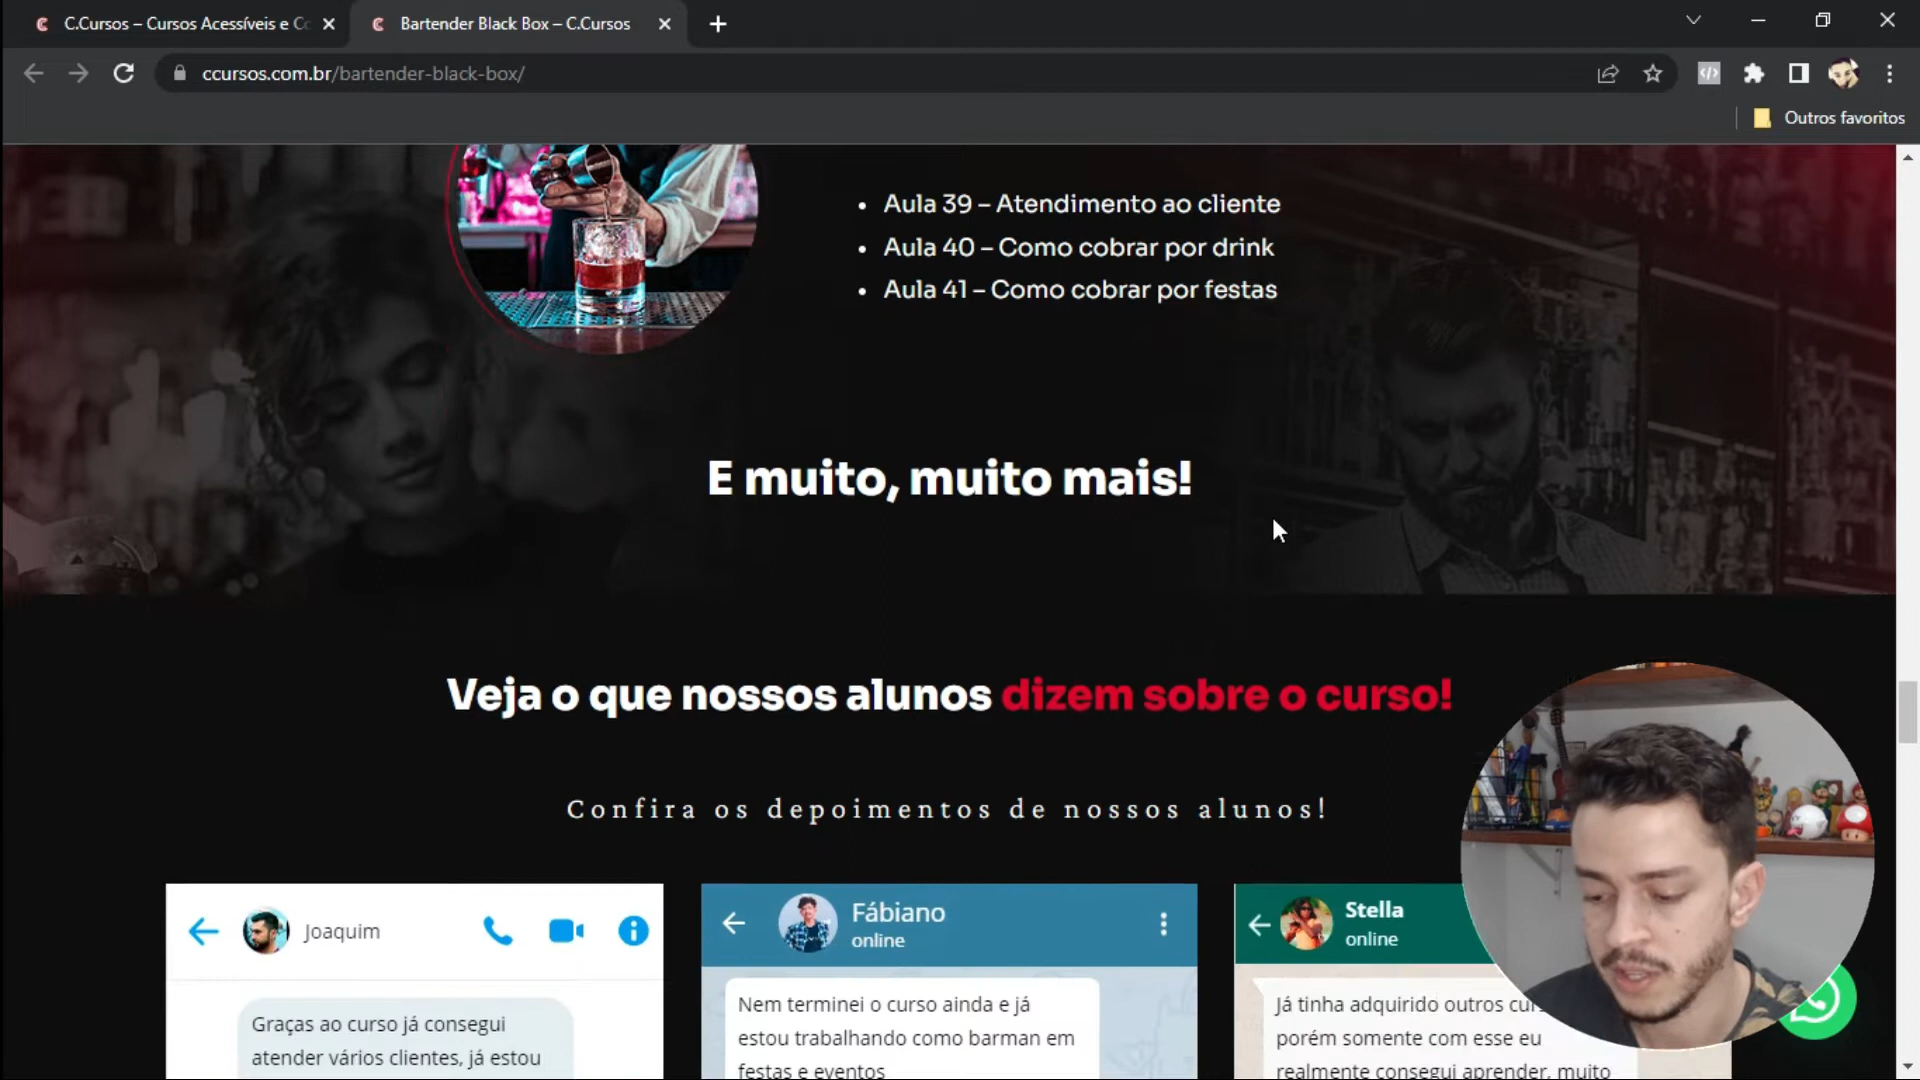 C.Cursos – Cursos Acessíveis e Co
Bartender Black Box – C.Cursos
ccursos.com.br/bartender-black-box/
Outros favoritos
• Aula 39 – Atendimento ao cliente
• Aula 40 – Como cobrar por drink
• Aula 41 – Como cobrar por festas
E muito, muito mais!
Veja o que nossos alunos dizem sobre o curso!
Confira os depoimentos de nossos alunos!
Joaquim
Graças ao curso já consegui
atender vários clientes, já estou
Fábiano
online
Nem terminei o curso ainda e já
estou trabalhando como barman em
festas e eventos
Stella
online
Já tinha adquirido outros
porém somente com esse eu
realmente consegui aprender, muito